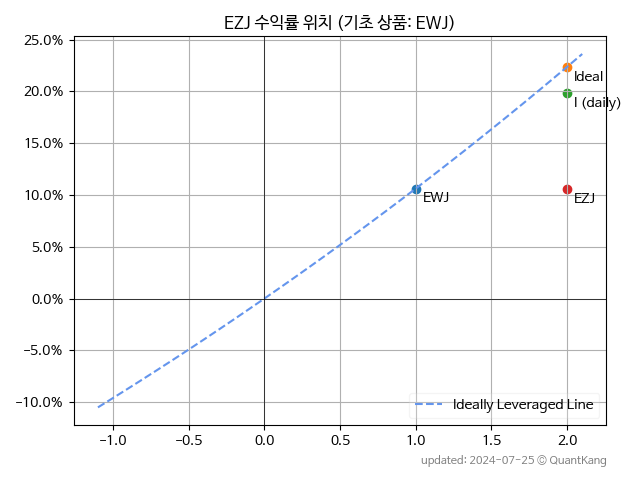 EZJ 수익률 위치 (기초 상품: EWJ)
25.0%
20.0%
15.0%
10.0%
5.0%
0.0%
−5.0%
−10.0%
Ideal
I (daily)
EWJ
EZJ
Ideally Leveraged Line
−1.0 −0.5 0.0 0.5 1.0 1.5 2.0
updated: 2024-07-25 © QuantKang